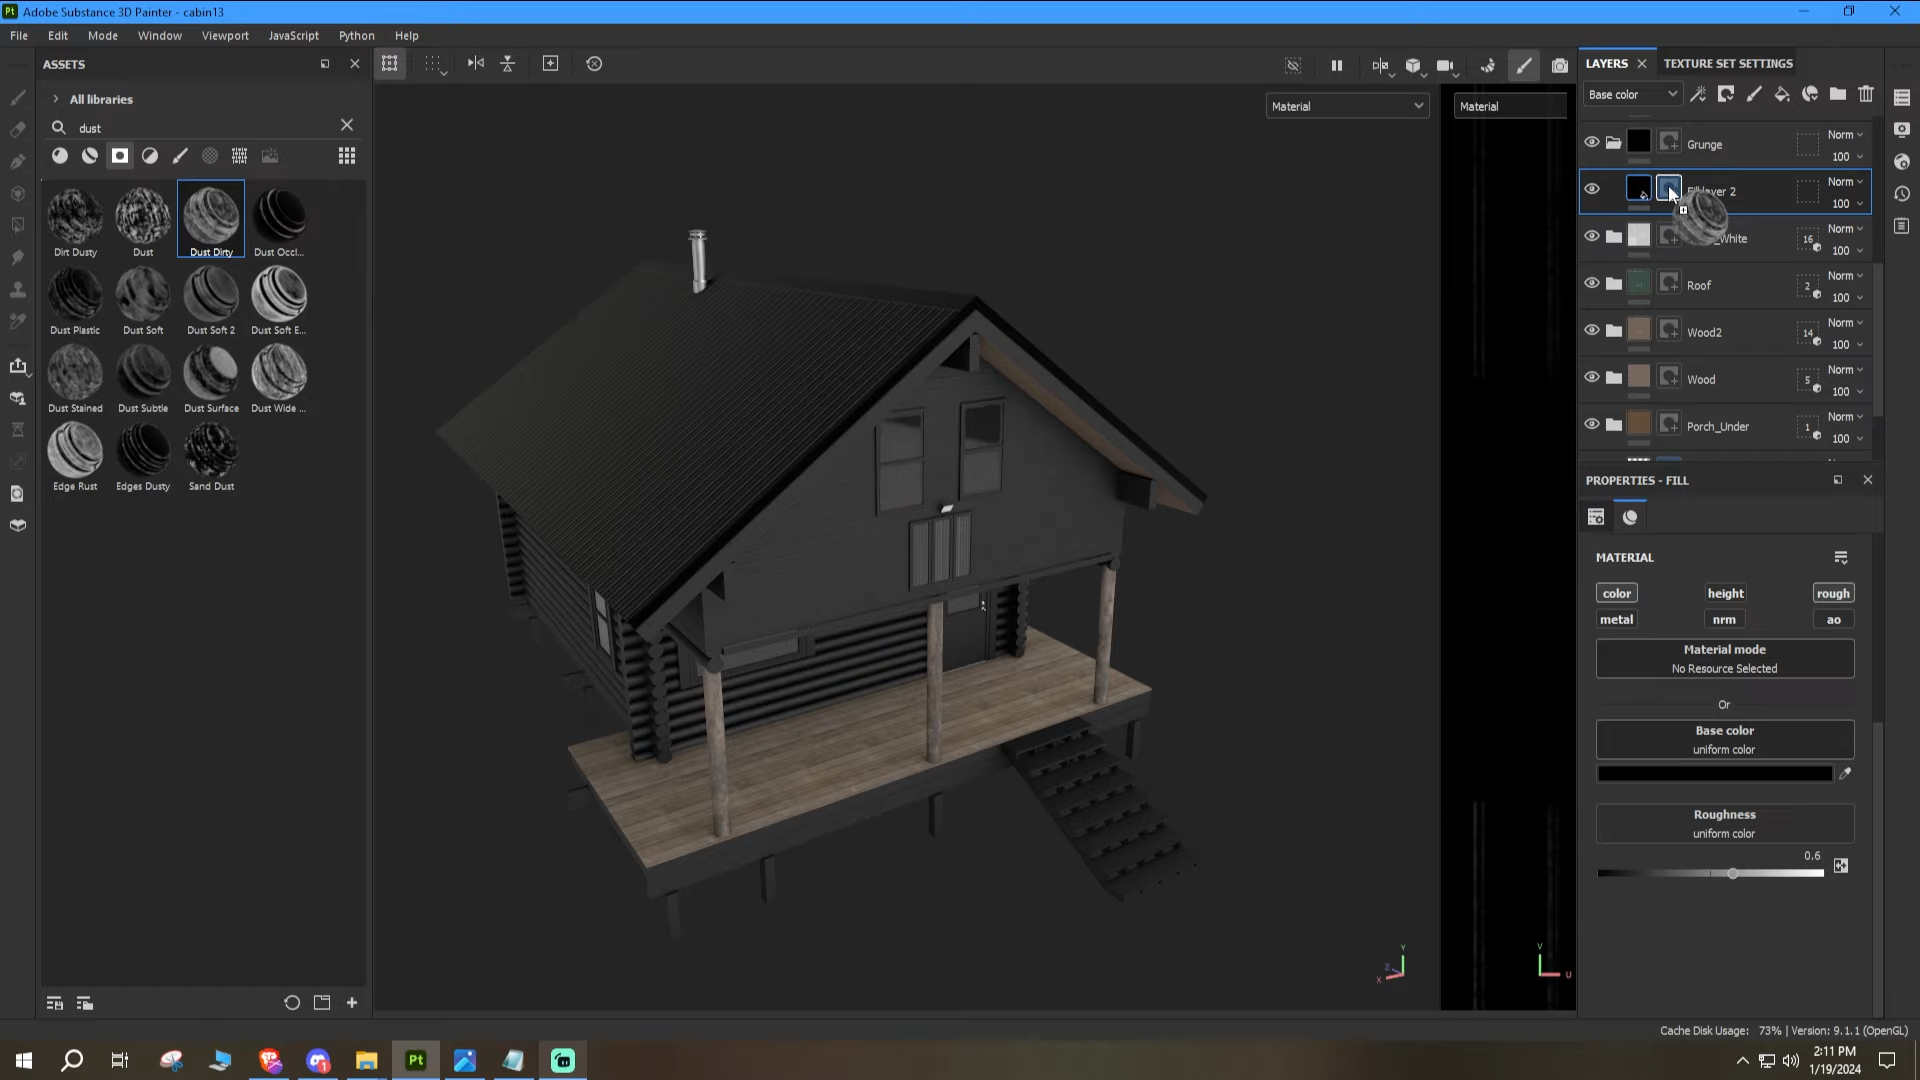 Pt Adobe Substance 3D Painter - cabin13
File Edit Mode Window Viewport JavaScript Python Help
ASSETS
All libraries
dust
Dirt Dusty Dust Dust Dirty Dust Occl...
Dust Plastic Dust Soft Dust Soft 2 Dust Soft E...
Dust Stained Dust Subtle Dust Surface Dust Wide ...
Edge Rust Edges Dusty Sand Dust
Material
Material
Y
Z
X
V
U
LAYERS TEXTURE SET SETTINGS
Base color
Grunge Norm
100
Norm
layer 2
100
Norm
_White 16
100
Norm
Roof 2
100
Norm
Wood2 14
100
Norm
Wood 5
100
Norm
Porch_Under 1
100
PROPERTIES - FILL
MATERIAL
color height rough
metal nrm ao
Material mode
No Resource Selected
Or
Base color
uniform color
Roughness
uniform color
0.6
Cache Disk Usage: 73% | Version: 9.1.1 (OpenGL)
Pt
1
2:11 PM
1/19/2024